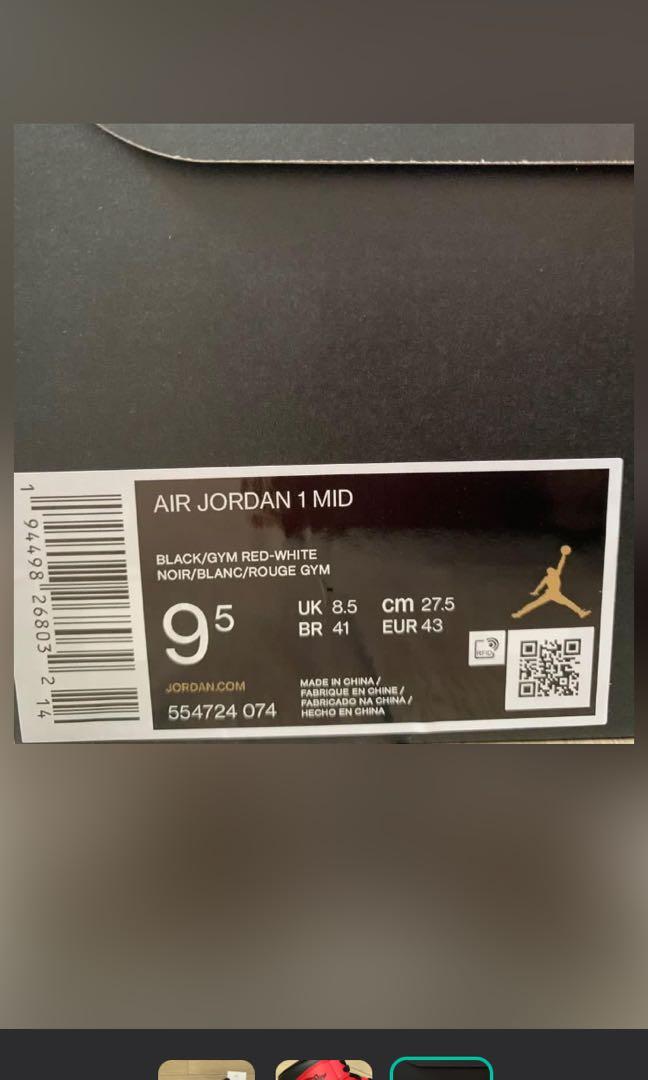 AIR JORDAN 1 MID
BLACK/GYM RED-WHITE
NOIR/BLANC/ROUGE GYM
9⁵
UK 8.5 cm 27.5
BR 41 EUR 43
JORDAN.COM
554724 074
MADE IN CHINA /
FABRIQUE EN CHINE /
FABRICADO NA CHINA /
HECHO EN CHINA
RFID
1 94498 26803 2 14